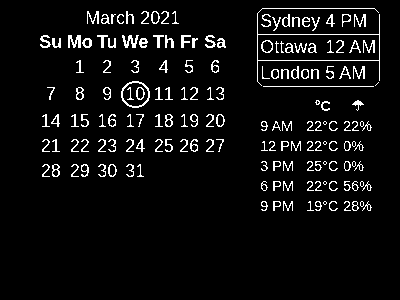 March 2021
Su Mo Tu We Th Fr Sa
1 2 3 4 5 6
7 8 9 10 11 12 13
14 15 16 17 18 19 20
21 22 23 24 25 26 27
28 29 30 31
Sydney 4 PM
Ottawa 12 AM
London 5 AM
°C ☂
9 AM 22°C 22%
12 PM 22°C 0%
3 PM 25°C 0%
6 PM 22°C 56%
9 PM 19°C 28%